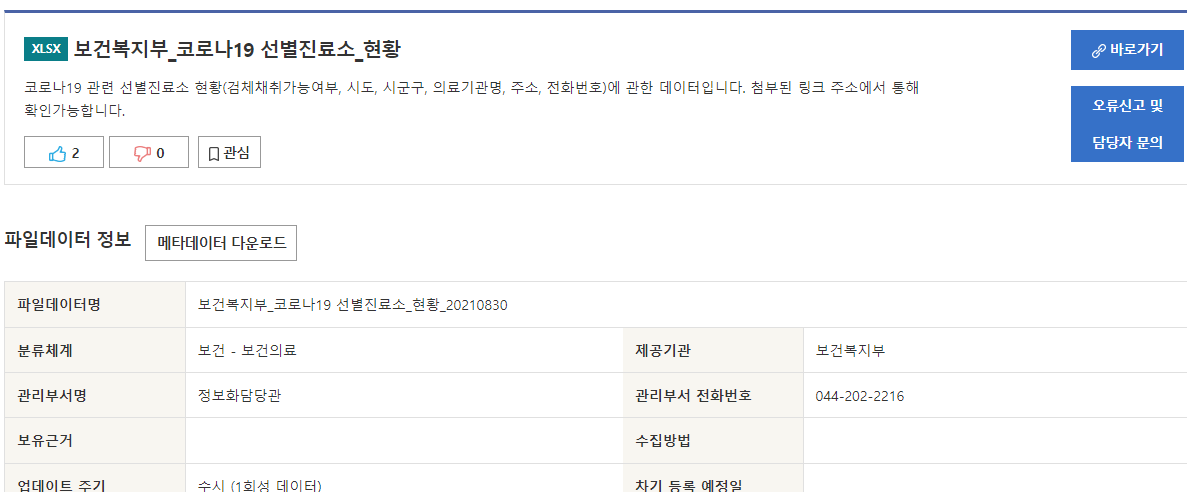 XLSX 보건복지부_코로나19 선별진료소_현황
바로가기
코로나19 관련 선별진료소 현황(검체채취가능여부, 시도, 시군구, 의료기관명, 주소, 전화번호)에 관한 데이터입니다. 첨부된 링크 주소에서 통해
확인가능합니다.
오류신고 및
담당자 문의
2 0 관심
파일데이터 정보 메타데이터 다운로드
파일데이터명 보건복지부_코로나19 선별진료소_현황_20210830
분류체계 보건 - 보건의료 제공기관 보건복지부
관리부서명 정보화담당관 관리부서 전화번호 044-202-2216
보유근거 수집방법
업데이트 주기 수시 (1회성 데이터) 차기 등록 예정일